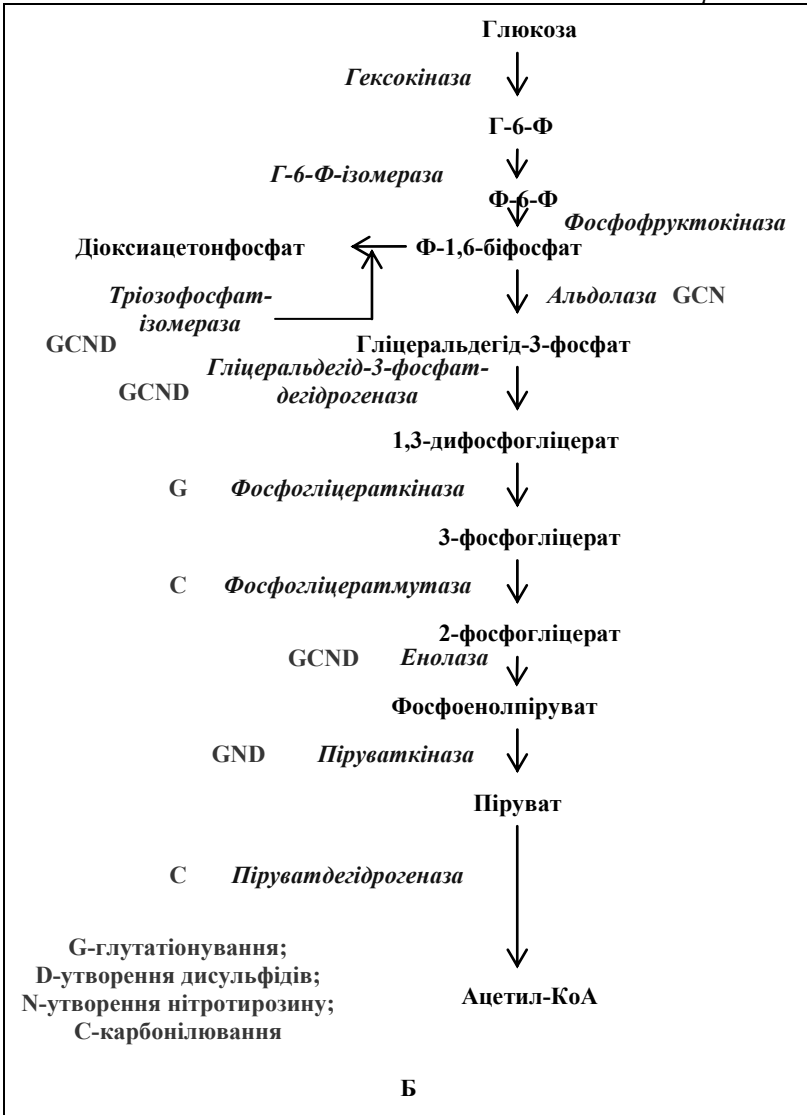 Глюкоза
Гексокіназа
Г-6-Ф
Г-6-Ф-ізомераза
Ф-6-Ф
Фосфофруктокіназа
Діоксиацетонфосфат
Ф-1,6-біфосфат
Тріозофосфат-
ізомераза
Альдолаза GCN
GCND
Гліцеральдегід-3-фосфат
GCND
Гліцеральдегід-3-фосфат-
дегідрогеназа
1,3-дифосфогліцерат
G Фосфогліцераткіназа
3-фосфогліцерат
C Фосфогліцератмутаза
2-фосфогліцерат
GCND Енолаза
Фосфоенолпіруват
GND Піруваткіназа
Піруват
C Піруватдегідрогеназа
G-глутатіонування;
D-утворення дисульфідів;
N-утворення нітротирозину;
C-карбонілювання
Ацетил-КоА
Б